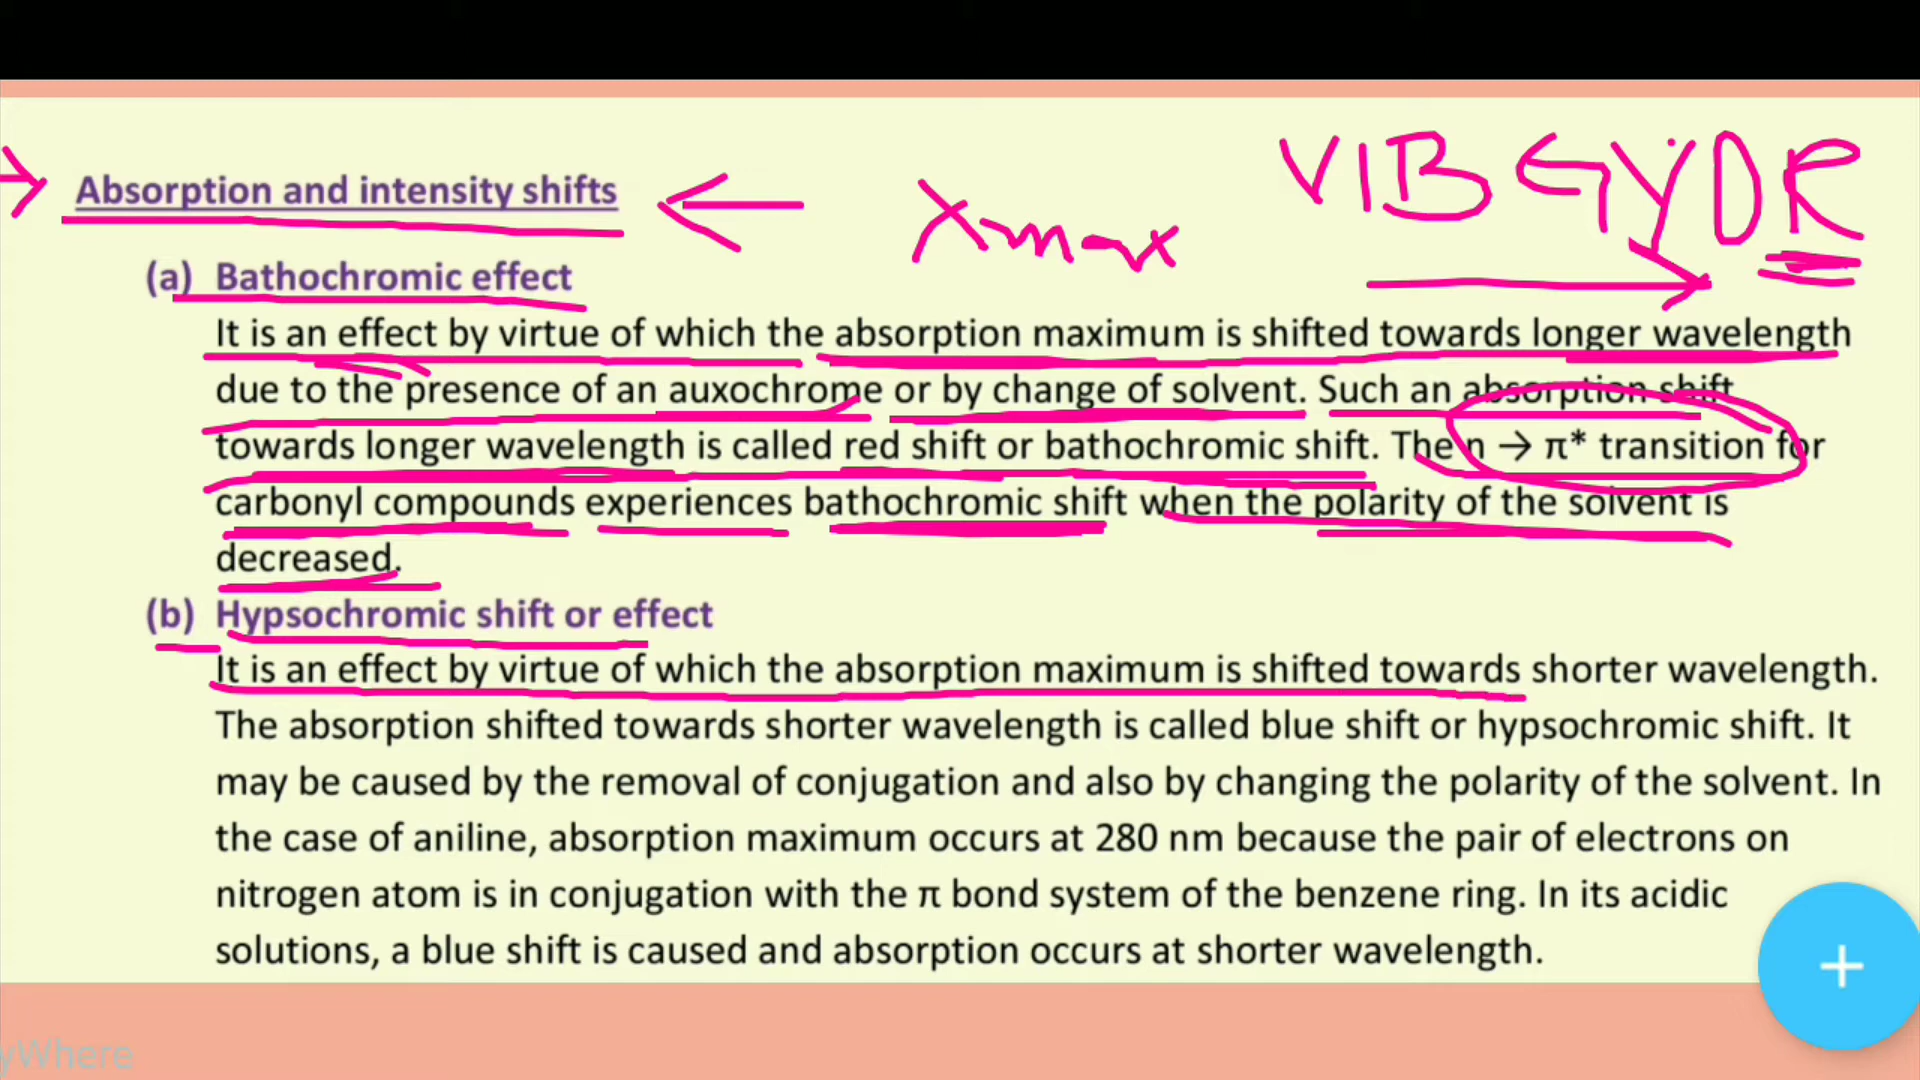 VIBGYOR
Absorption and intensity shifts
λmax
(a) Bathochromic effect
It is an effect by virtue of which the absorption maximum is shifted towards longer wavelength
due to the presence of an auxochrome or by change of solvent. Such an absorption shift
towards longer wavelength is called red shift or bathochromic shift. The n → π* transition for
carbonyl compounds experiences bathochromic shift when the polarity of the solvent is
decreased.
(b) Hypsochromic shift or effect
It is an effect by virtue of which the absorption maximum is shifted towards shorter wavelength.
The absorption shifted towards shorter wavelength is called blue shift or hypsochromic shift. It
may be caused by the removal of conjugation and also by changing the polarity of the solvent. In
the case of aniline, absorption maximum occurs at 280 nm because the pair of electrons on
nitrogen atom is in conjugation with the π bond system of the benzene ring. In its acidic
solutions, a blue shift is caused and absorption occurs at shorter wavelength.
yWhere